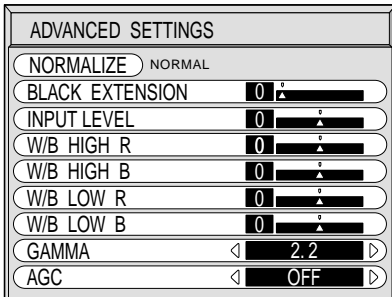 ADVANCED SETTINGS
NORMALIZE NORMAL
BLACK EXTENSION 0
INPUT LEVEL 0
W/B HIGH R 0
W/B HIGH B 0
W/B LOW R 0
W/B LOW B 0
GAMMA 2.2
AGC OFF